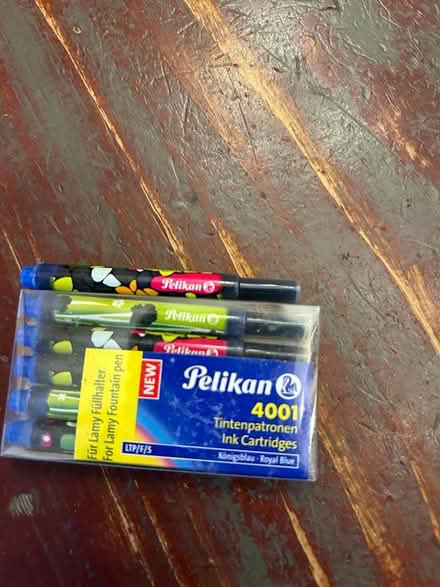 Pelikan
Pelikan
Pelikan
Für Lamy Füllhalter
For Lamy Fountain pen
NEW
Pelikan
4001
Tintenpatronen
Ink Cartridges
LTP/F/5
Königsblau · Royal Blue